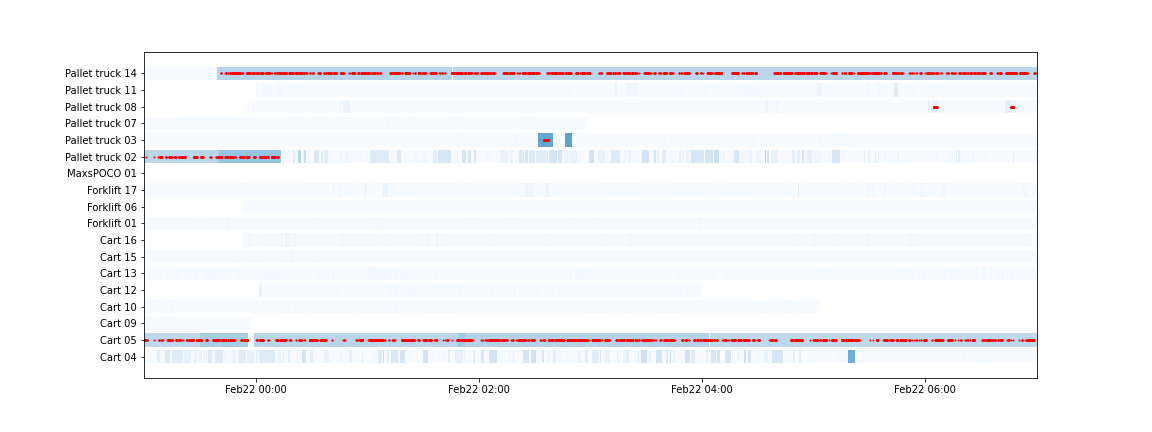 Pallet truck 14
Pallet truck 11
Pallet truck 08
Pallet truck 07
Pallet truck 03
Pallet truck 02
MaxsPOCO 01
Forklift 17
Forklift 06
Forklift 01
Cart 16
Cart 15
Cart 13
Cart 12
Cart 10
Cart 09
Cart 05
Cart 04
Feb22 00:00 Feb22 02:00 Feb22 04:00 Feb22 06:00